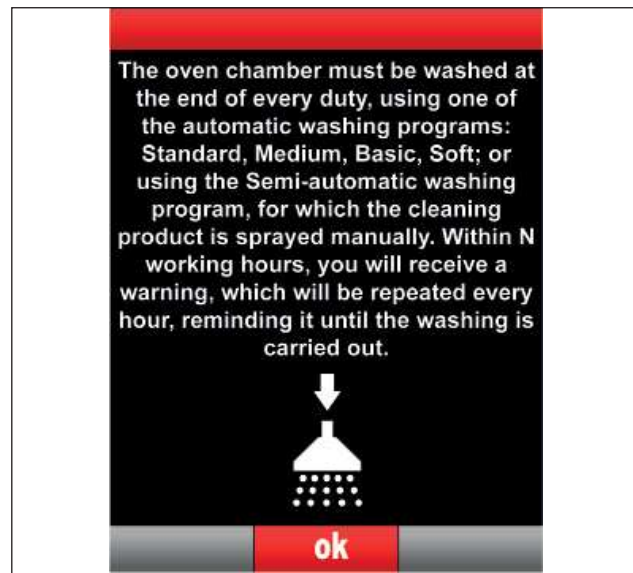 The oven chamber must be washed at
the end of every duty, using one of
the automatic washing programs:
Standard, Medium, Basic, Soft; or
using the Semi-automatic washing
program, for which the cleaning
product is sprayed manually. Within N
working hours, you will receive a
warning, which will be repeated every
hour, reminding it until the washing is
carried out.
ok